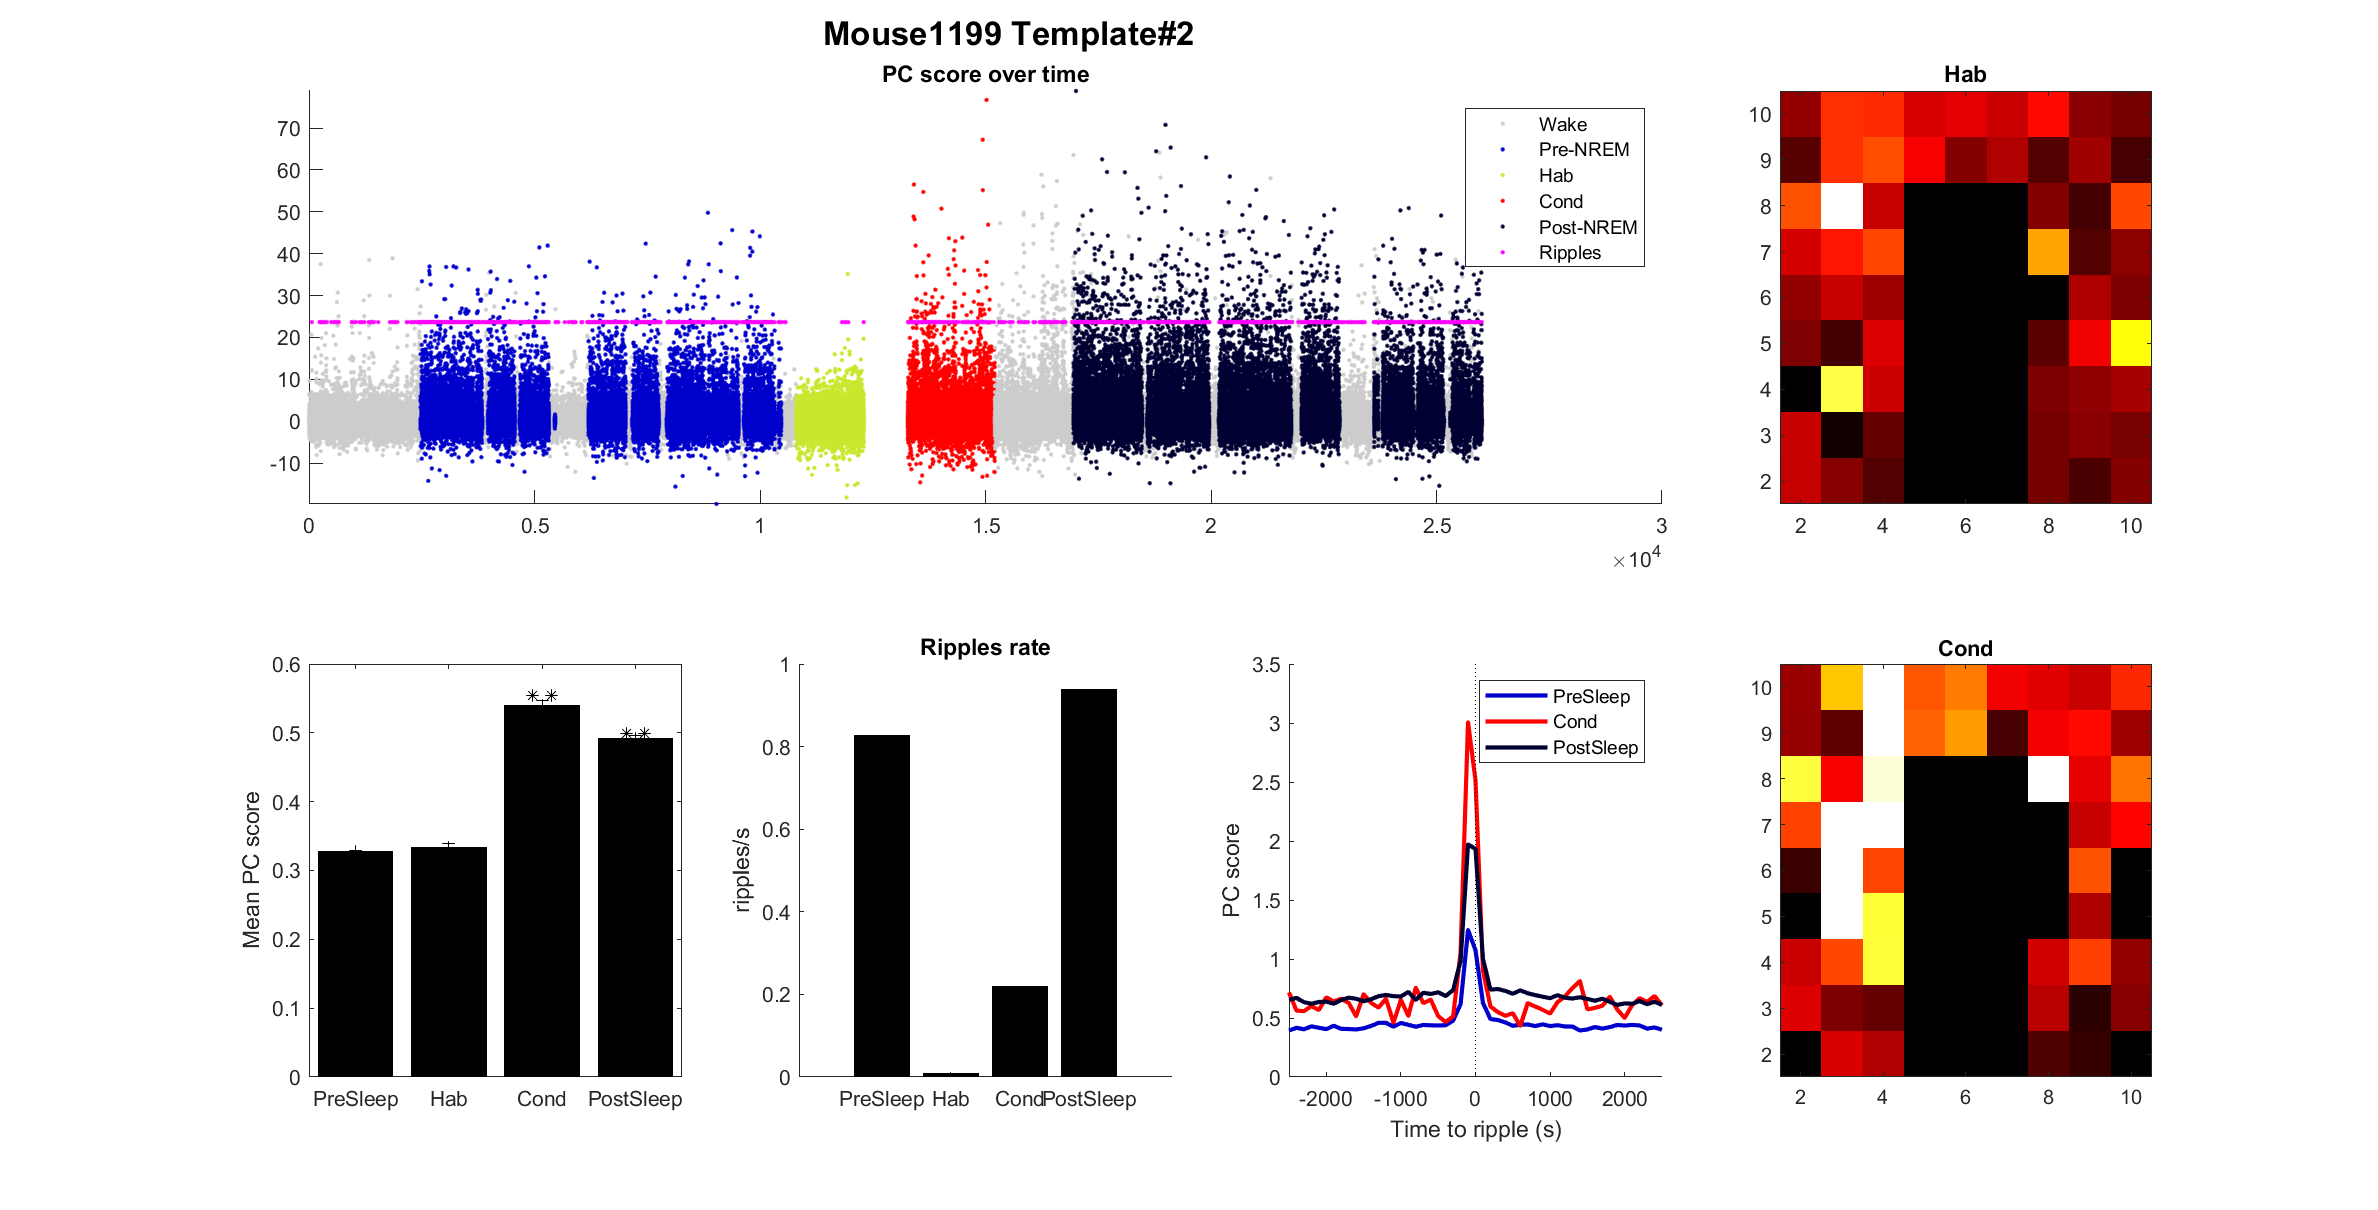 Mouse1199 Template#2
PC score over time
70
60
50
40
30
20
10
0
-10
0 0.5 1 1.5 2 2.5 3
×10⁴
Wake
Pre-NREM
Hab
Cond
Post-NREM
Ripples
Hab
10
9
8
7
6
5
4
3
2
2 4 6 8 10
Mean PC score
0.6
0.5
0.4
0.3
0.2
0.1
0
PreSleep Hab Cond PostSleep
Ripples rate
ripples/s
1
0.8
0.6
0.4
0.2
0
PreSleep Hab Cond PostSleep
PC score
3.5
3
2.5
2
1.5
1
0.5
0
-2000 -1000 0 1000 2000
Time to ripple (s)
PreSleep
Cond
PostSleep
Cond
10
9
8
7
6
5
4
3
2
2 4 6 8 10